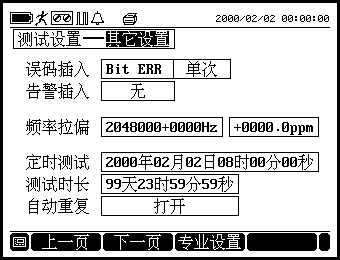 2000/02/02 00:00:00
测试设置——其它设置
误码插入 Bit ERR 单次
告警插入 无
频率拉偏 2048000+0000Hz +0000.0ppm
定时测试 2000年02月02日08时00分00秒
测试时长 99天23时59分59秒
自动重复 打开
上一页 下一页 专业设置